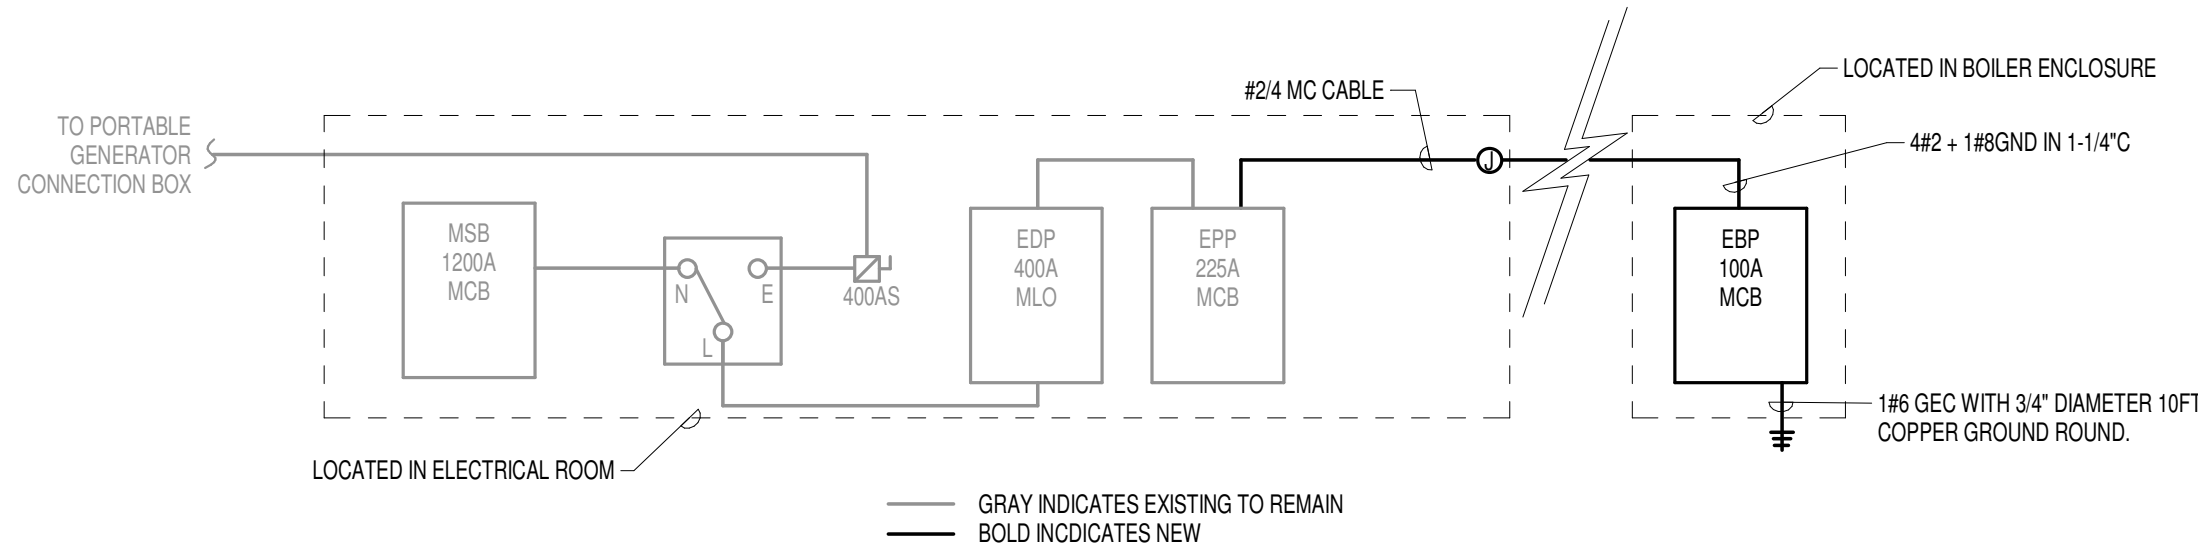 TO PORTABLE
GENERATOR
CONNECTION BOX
MSB
1200A
MCB
N
E
L
400AS
EDP
400A
MLO
EPP
225A
MCB
#2/4 MC CABLE
J
LOCATED IN BOILER ENCLOSURE
4#2 + 1#8GND IN 1-1/4"C
EBP
100A
MCB
1#6 GEC WITH 3/4" DIAMETER 10FT
COPPER GROUND ROUND.
LOCATED IN ELECTRICAL ROOM
GRAY INDICATES EXISTING TO REMAIN
BOLD INCDICATES NEW